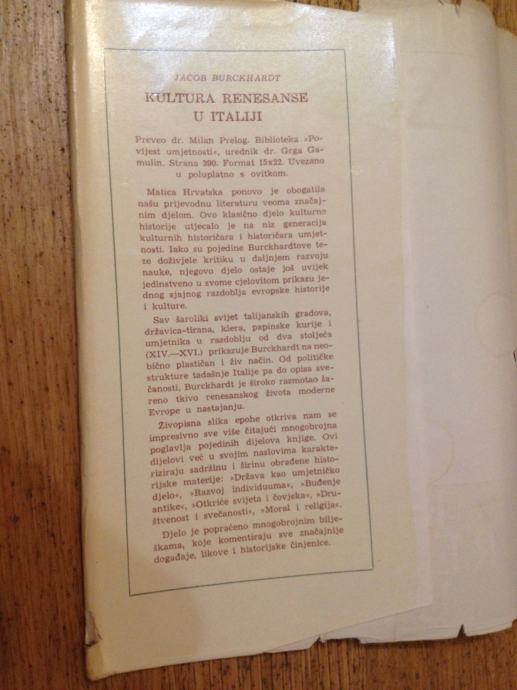 JACOB BURCKHARDT
KULTURA RENESANSE
U ITALIJI
Preveo dr. Milan Prelog. Biblioteka »Po-
vijest umjetnosti«, urednik dr. Grga Ga-
mulin. Strana 390. Format 15x22. Uvezano
u poluplatno s ovitkom.
Matica Hrvatska ponovo je obogatila
našu prijevodnu literaturu veoma značaj-
nim djelom. Ovo klasično djelo kulturne
historije utjecalo je na niz generacija
kulturnih historičara i historičara umjet-
nosti. Iako su pojedine Burckhardtove te-
ze doživjele kritiku u daljnjem razvoju
nauke, njegovo djelo ostaje još uvijek
jedinstveno u svome cjelovitom prikazu je-
dnog sjajnog razdoblja evropske historije
i kulture.
Sav šaroliki svijet talijanskih gradova,
državica-tirana, klera, papinske kurije i
umjetnika u razdoblju od dva stoljeća
(XIV.—XVI.) prikazuje Burckhardt na neo-
bično plastičan i živ način. Od političke
strukture tadašnje Italije pa do opisa sve-
čanosti, Burckhardt je široko razmotao ša-
reno tkivo renesansnog života moderne
Evrope u nastajanju.
Živopisna slika epohe otkriva nam se
impresivno sve više čitajući mnogobrojna
poglavlja pojedinih dijelova knjige. Ovi
dijelovi već u svojim naslovima karakte-
riziraju sadržinu i širinu obrađene histo-
rijske materije: »Država kao umjetničko
djelo«, »Razvoj individuuma«, »Buđenje
antike«, »Otkriće svijeta i čovjeka«, »Dru-
štvenost i svečanosti«, »Moral i religija«.
Djelo je popraćeno mnogobrojnim bilje-
škama, koje komentiraju sve značajnije
događaje, likove i historijske činjenice.